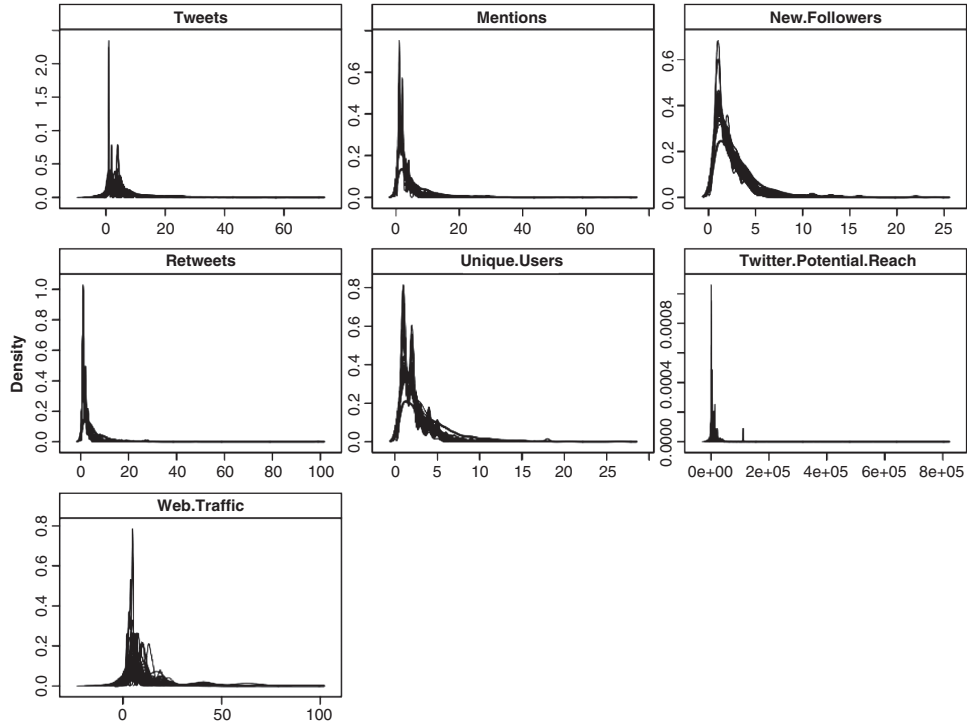 Tweets
0.0 0.5 0.1 1.5 2.0
0 20 40 60
Mentions
0.0 0.2 0.4 0.6
0 20 40 60
New.Followers
0.0 0.2 0.4 0.6
0 5 10 15 20 25
Retweets
0.0 0.2 0.4 0.6 0.8 1.0
0 20 40 60 80 100
Unique.Users
0.0 0.2 0.4 0.6 0.8
0 5 10 15 20 25
Twitter.Potential.Reach
0.0000 0.0004 0.0008
0e+00 2e+05 4e+05 6e+05 8e+05
Density
Web.Traffic
0.0 0.2 0.4 0.6 0.8
0 50 100